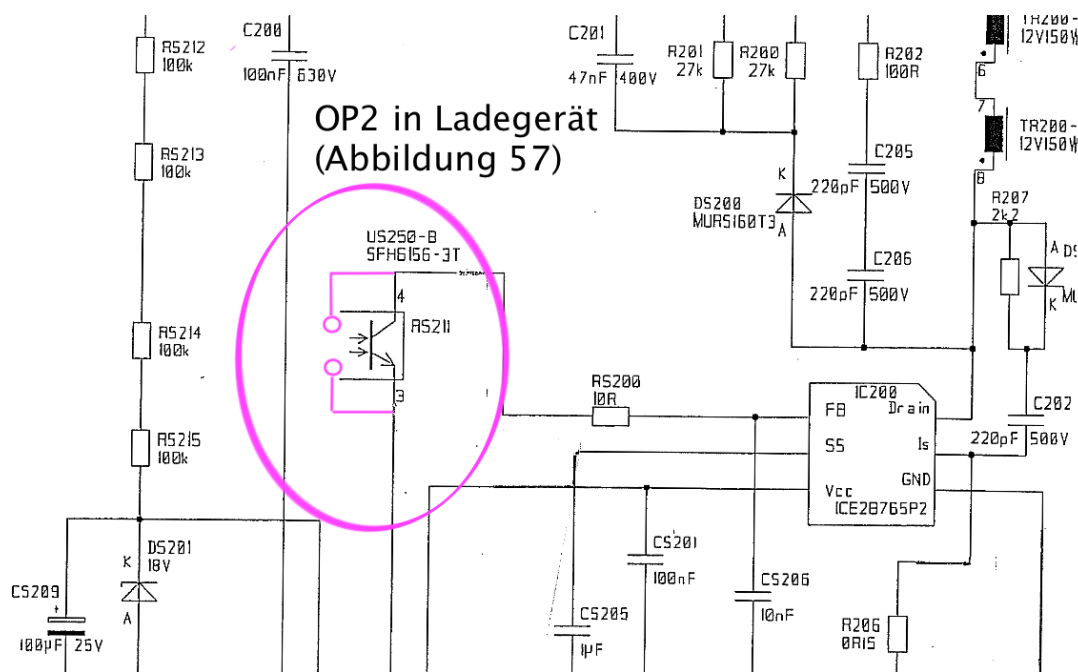 RS212
100k
C200
100nF 630V
C201
47nF 400V
R201
27k
R200
27k
R202
100R
TR200-
12V150W
6
7
OP2 in Ladegerät
(Abbildung 57)
RS213
100k
TR200-
12V150W
8
C205
220pF 500V
K
DS200
MURS160T3
A
R207
2k2
US250-B
SFH6156-3T
4
RS211
3
C206
220pF 500V
A DS
MU
K
RS214
100k
RS200
10R
IC200
FB Drain
SS Is
Vcc GND
ICE2B765P2
C202
220pF 500V
RS215
100k
DS201
18V
K
A
CS209
+
100µF 25V
CS201
100nF
CS206
10nF
CS205
1µF
R206
0R15